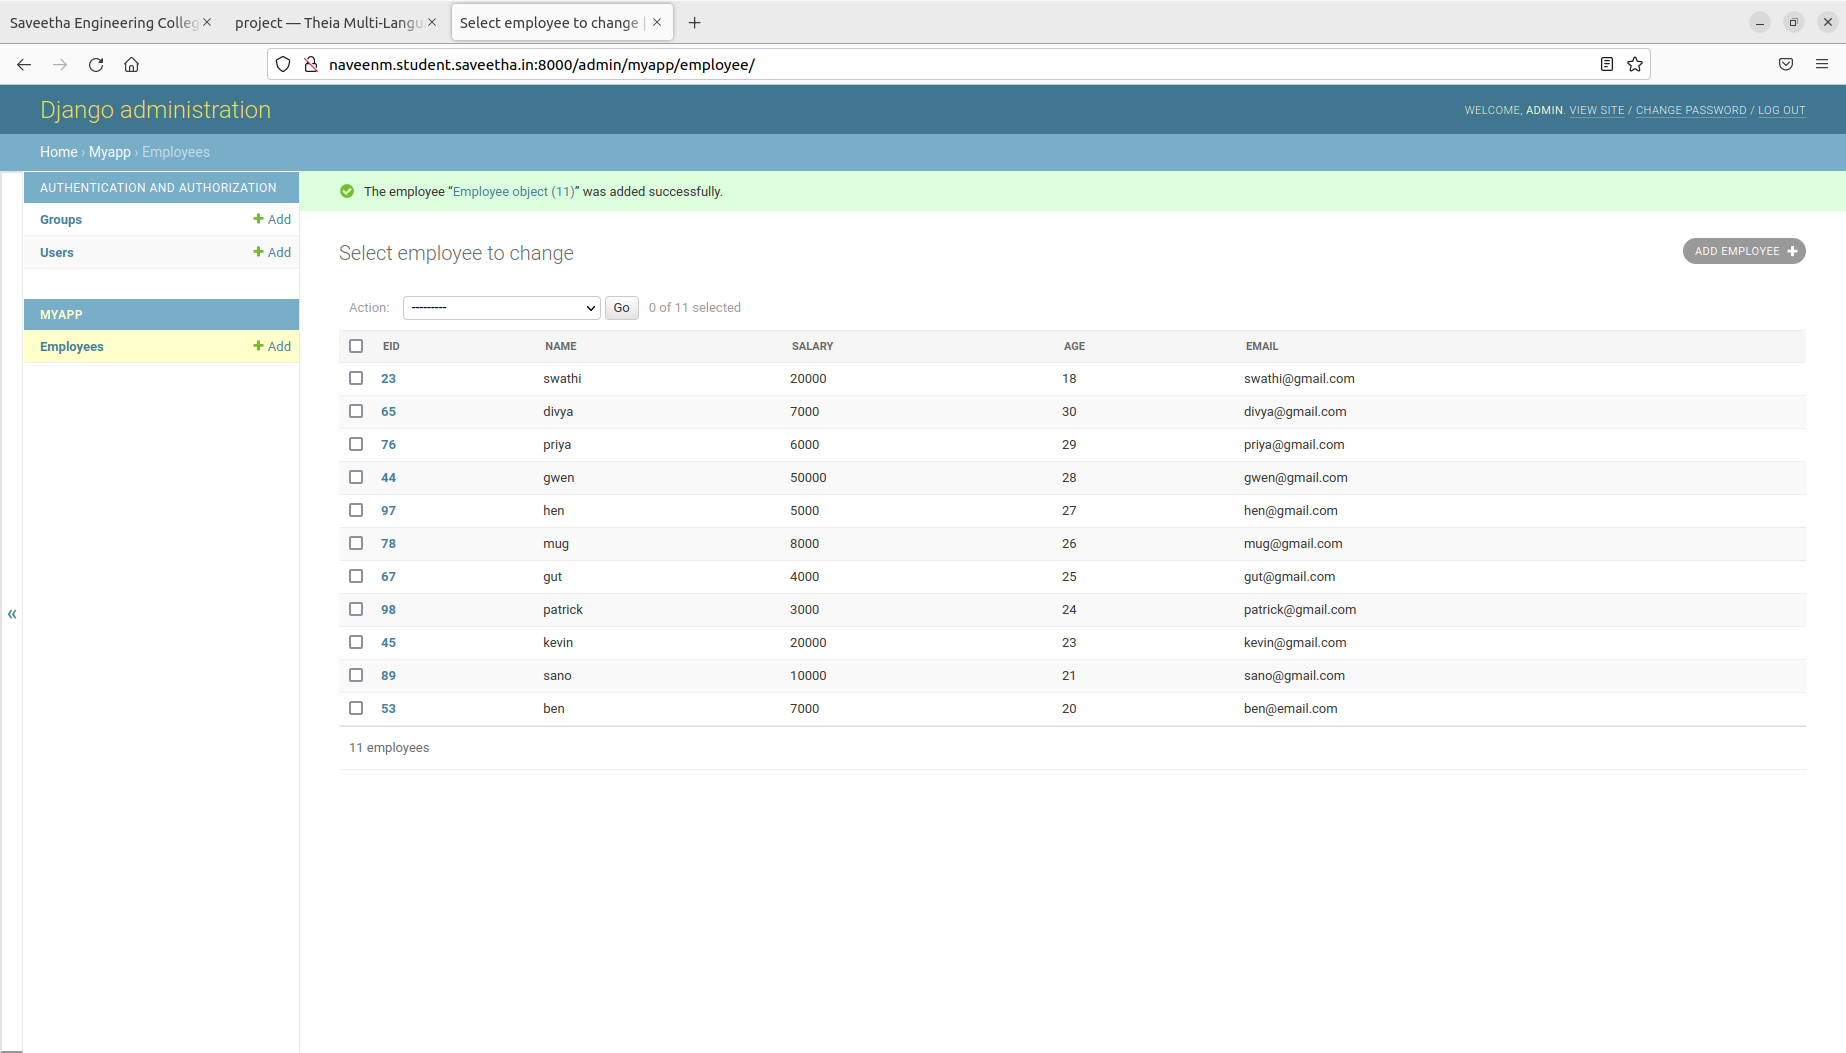 Saveetha Engineering Colleg
project — Theia Multi-Langu
Select employee to change |
naveenm.student.saveetha.in:8000/admin/myapp/employee/
Django administration
WELCOME, ADMIN. VIEW SITE / CHANGE PASSWORD / LOG OUT
Home › Myapp › Employees
AUTHENTICATION AND AUTHORIZATION
Groups + Add
Users + Add
MYAPP
Employees + Add
«
The employee “Employee object (11)” was added successfully.
Select employee to change
ADD EMPLOYEE +
Action: --------- Go 0 of 11 selected
EID NAME SALARY AGE EMAIL
23 swathi 20000 18 swathi@gmail.com
65 divya 7000 30 divya@gmail.com
76 priya 6000 29 priya@gmail.com
44 gwen 50000 28 gwen@gmail.com
97 hen 5000 27 hen@gmail.com
78 mug 8000 26 mug@gmail.com
67 gut 4000 25 gut@gmail.com
98 patrick 3000 24 patrick@gmail.com
45 kevin 20000 23 kevin@gmail.com
89 sano 10000 21 sano@gmail.com
53 ben 7000 20 ben@email.com
11 employees